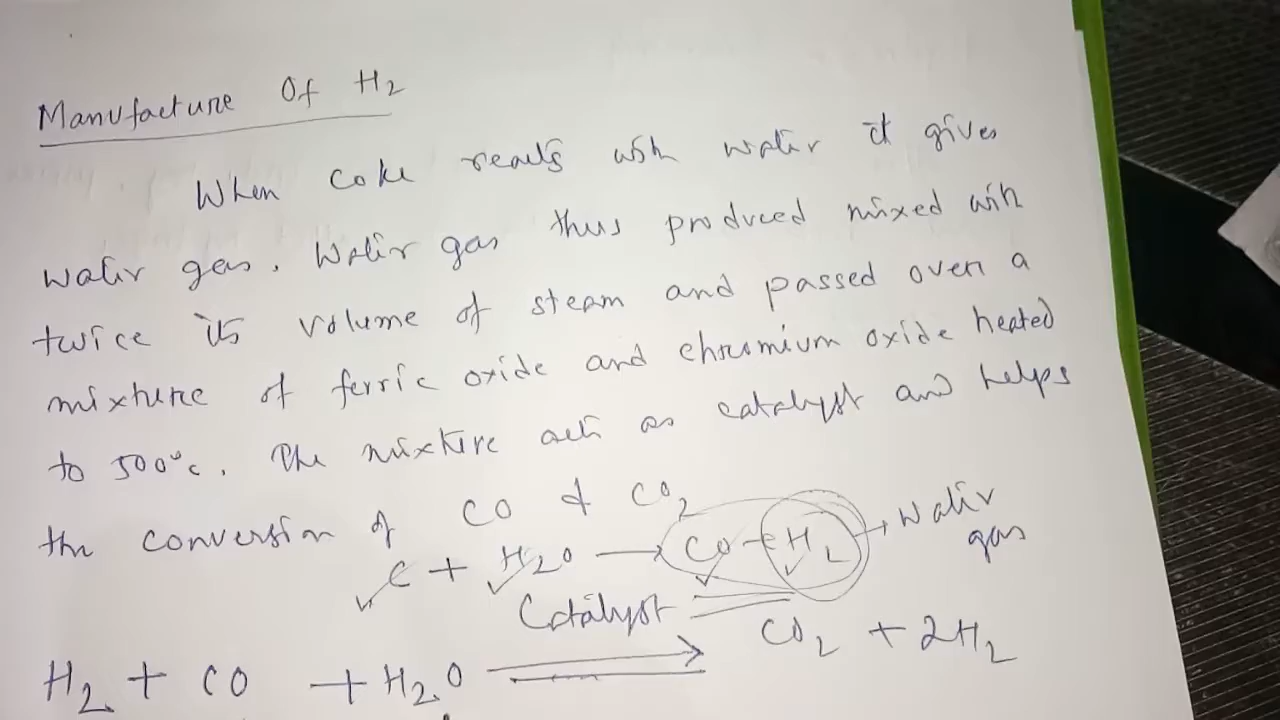 Manufacture Of H2
When coke reacts with water it gives
water gas. Water gas thus produced mixed with
twice its volume of steam and passed over a
mixture of ferric oxide and chromium oxide heated
to 500°c. The mixture acts as catalyst and helps
the conversion of CO & CO2
C + H2O → CO + H2 → Water gas
Catalyst
H2 + CO + H2O → CO2 + 2H2